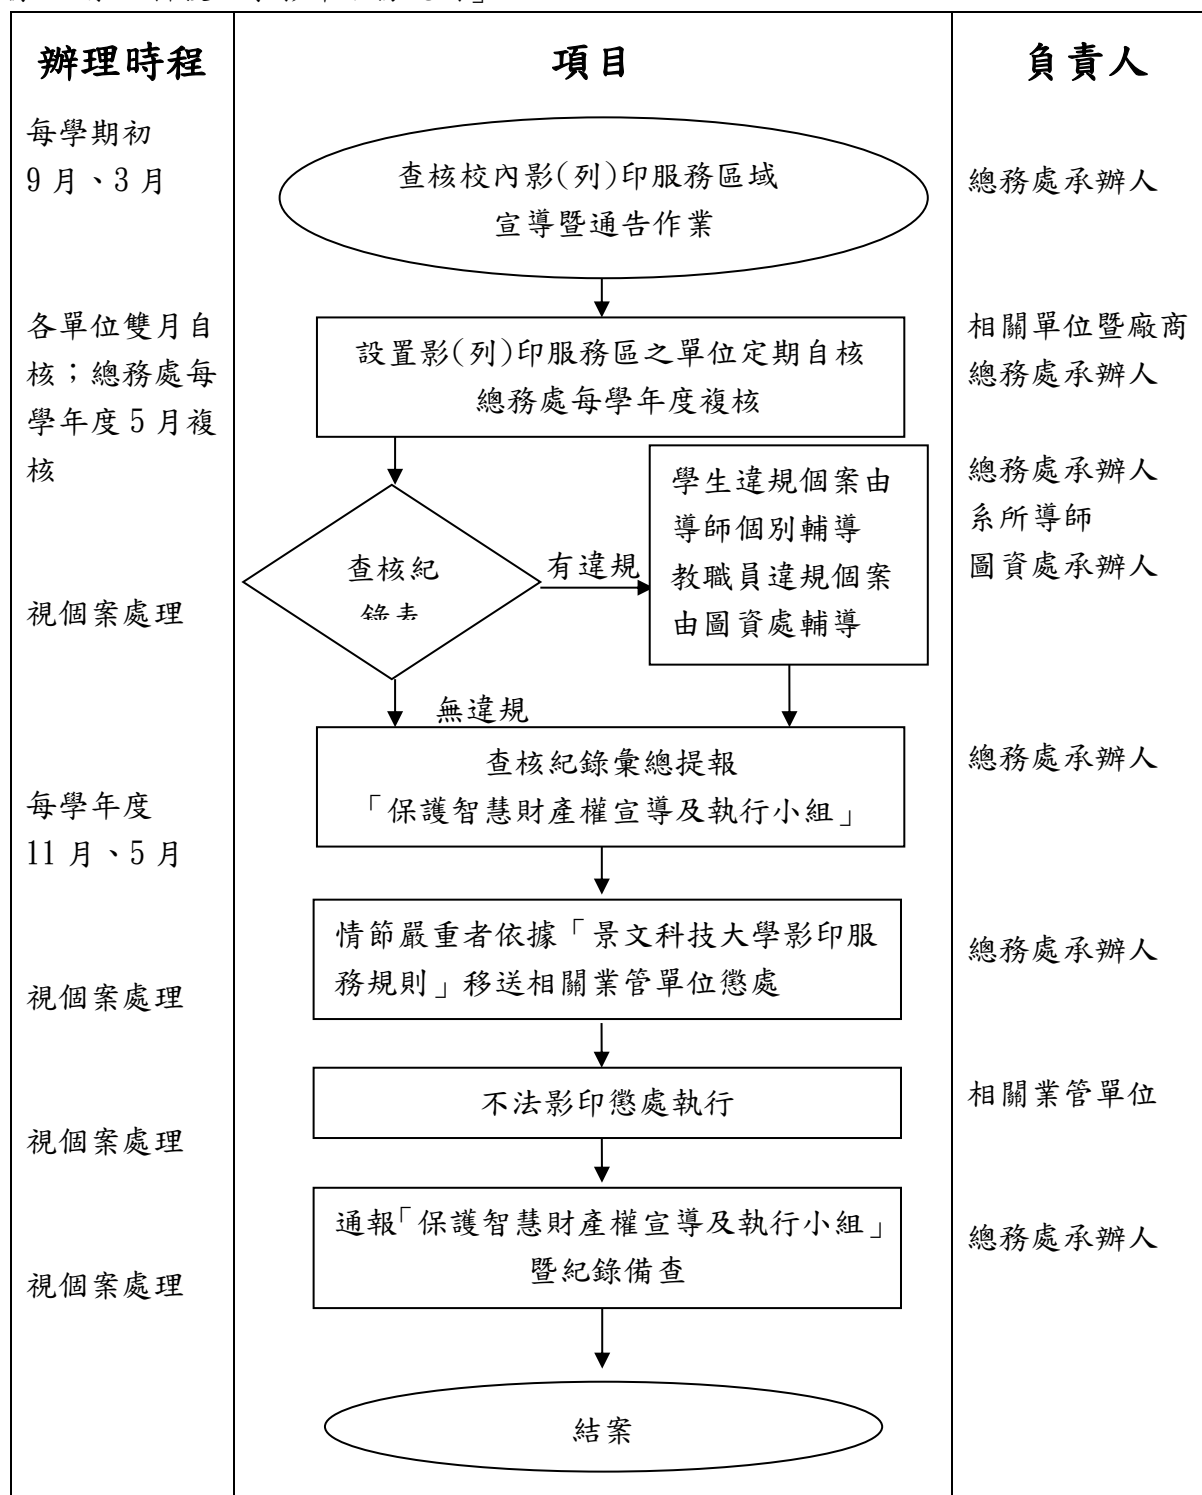 辦理時程
項目
負責人
每學期初
9月、3月
查核校內影(列)印服務區域
宣導暨通告作業
總務處承辦人
各單位雙月自
核；總務處每
學年度5月複
核
設置影(列)印服務區之單位定期自核
總務處每學年度複核
相關單位暨廠商
總務處承辦人
視個案處理
查核紀
有違規
學生違規個案由
導師個別輔導
教職員違規個案
由圖資處輔導
總務處承辦人
系所導師
圖資處承辦人
無違規
每學年度
11月、5月
查核紀錄彙總提報
「保護智慧財產權宣導及執行小組」
總務處承辦人
視個案處理
情節嚴重者依據「景文科技大學影印服
務規則」移送相關業管單位懲處
總務處承辦人
視個案處理
不法影印懲處執行
相關業管單位
視個案處理
通報「保護智慧財產權宣導及執行小組」
暨紀錄備查
總務處承辦人
結案